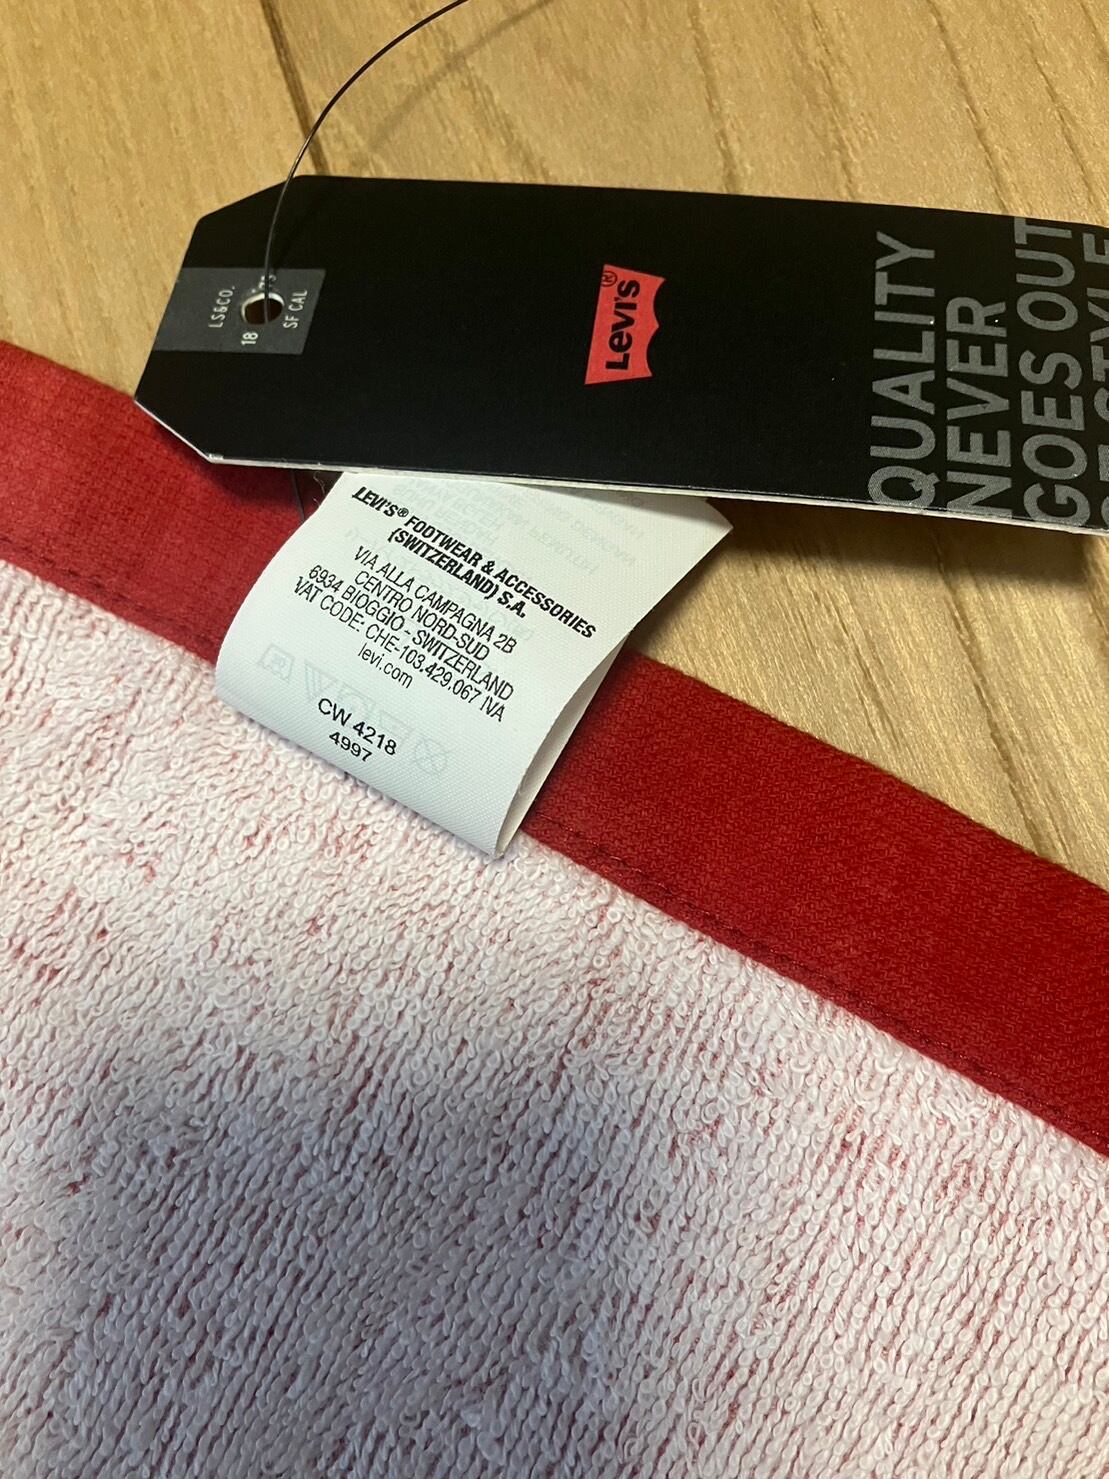 LS&CO.
SF CAL
18
Levi's®
QUALITY
NEVER
GOES OUT
LEVI'S® FOOTWEAR & ACCESSORIES
(SWITZERLAND) S.A.
VIA ALLA CAMPAGNA 2B
CENTRO NORD-SUD
6934 BIOGGIO - SWITZERLAND
VAT CODE: CHE-103,429.067 IVA
levi.com
CW 4218
4997